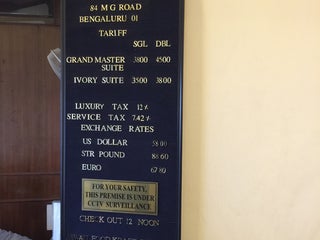 84 M G ROAD
BENGALURU 01
TARIFF
SGL DBL
GRAND MASTER 3800 4500
SUITE
IVORY SUITE 3500 3800
LUXURY TAX 12%
SERVICE TAX 7.42%
EXCHANGE RATES
US DOLLAR 58 00
STR POUND 88 60
EURO 67 80
FOR YOUR SAFETY,
THIS PREMISE IS UNDER
CCTV SURVEILLANCE
CHECK OUT 12 NOON